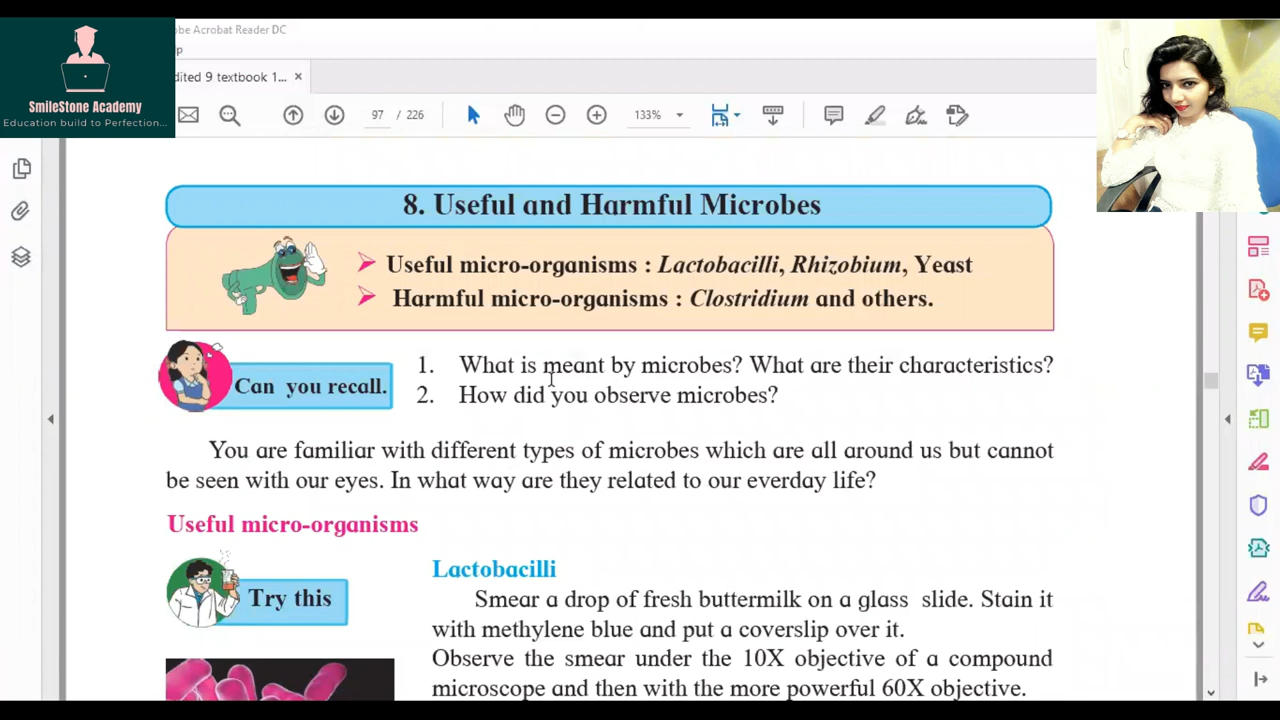 obe Acrobat Reader DC
p
SmileStone Academy
Education build to Perfection...
dited 9 textbook 1... ×
97 / 226
133%
8. Useful and Harmful Microbes
Useful micro-organisms : Lactobacilli, Rhizobium, Yeast
Harmful micro-organisms : Clostridium and others.
Can you recall.
1. What is meant by microbes? What are their characteristics?
2. How did you observe microbes?
You are familiar with different types of microbes which are all around us but cannot
be seen with our eyes. In what way are they related to our everday life?
Useful micro-organisms
Try this
Lactobacilli
Smear a drop of fresh buttermilk on a glass slide. Stain it
with methylene blue and put a coverslip over it.
Observe the smear under the 10X objective of a compound
microscope and then with the more powerful 60X objective.